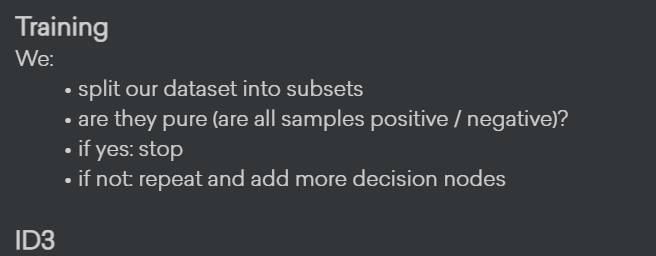 Training
We:
• split our dataset into subsets
• are they pure (are all samples positive / negative)?
• if yes: stop
• if not: repeat and add more decision nodes
ID3